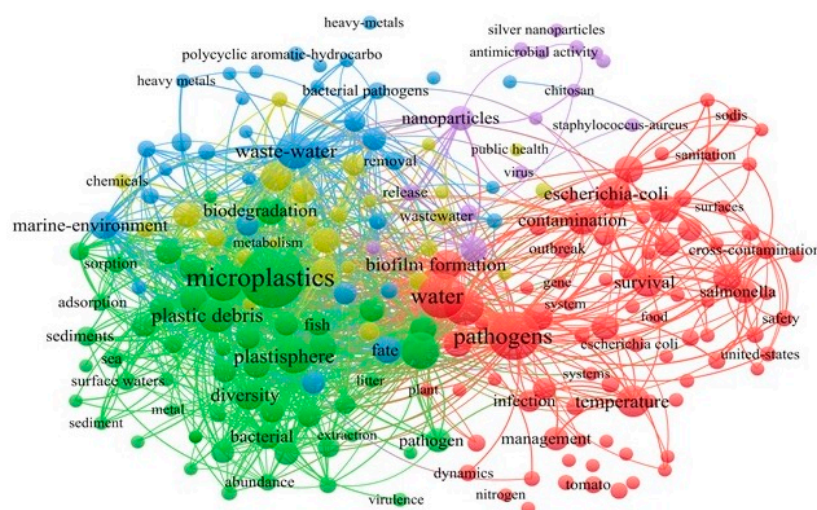 heavy-metals
silver nanoparticles
polycyclic aromatic-hydrocarbo
antimicrobial activity
heavy metals
bacterial pathogens
chitosan
nanoparticles
staphylococcus-aureus
sodis
waste-water
removal
public health
sanitation
virus
chemicals
release
escherichia-coli
biodegradation
wastewater
contamination
surfaces
marine-environment
metabolism
outbreak
cross-contamination
sorption
biofilm formation
microplastics
gene
survival
salmonella
adsorption
water
system
plastic debris
fish
food
safety
sediments
pathogens
escherichia coli
sea
plastisphere
fate
united-states
surface waters
litter
systems
diversity
plant
metal
infection
temperature
sediment
bacterial
extraction
pathogen
management
abundance
dynamics
tomato
virulence
nitrogen